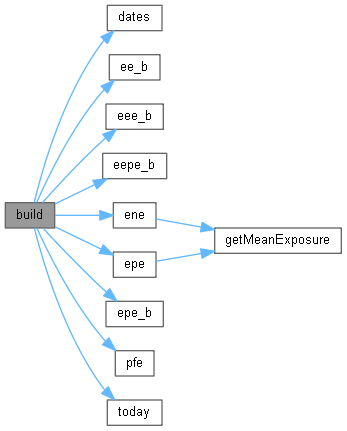 dates
ee_b
eee_b
eepe_b
build
ene
getMeanExposure
epe
epe_b
pfe
today